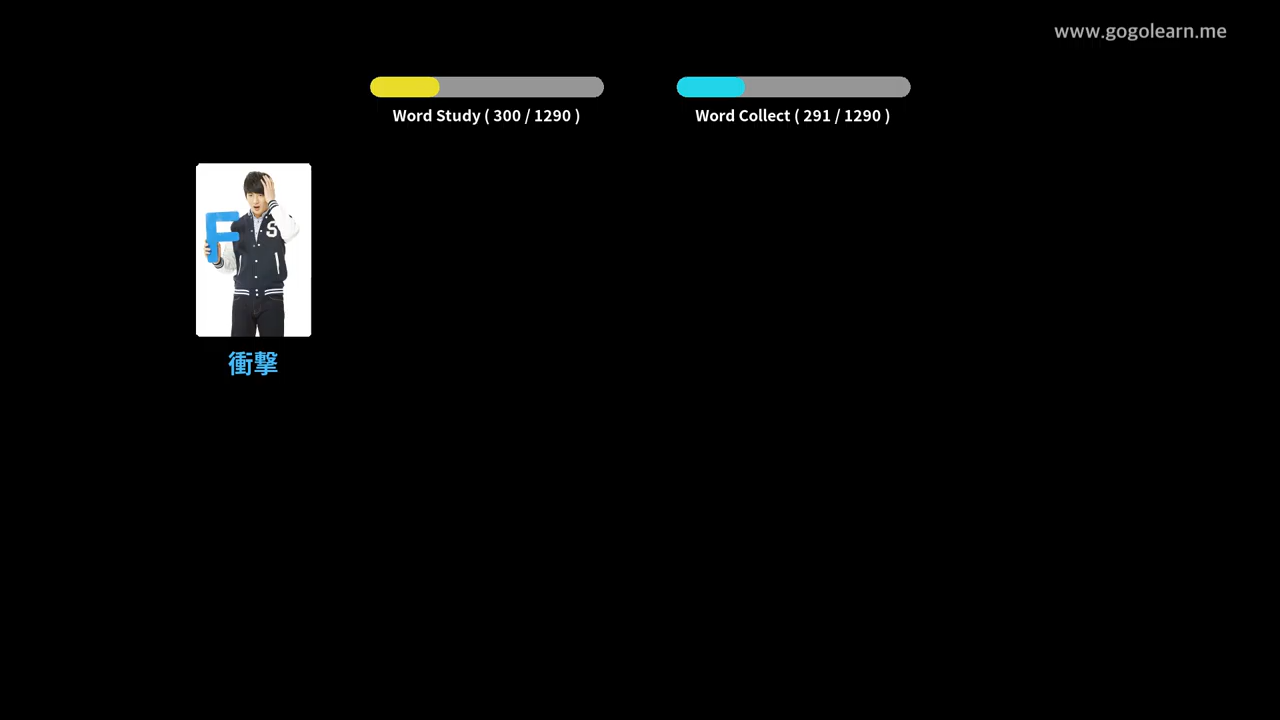 www.gogolearn.me
Word Study ( 300 / 1290 )
Word Collect ( 291 / 1290 )
F
S
衝撃